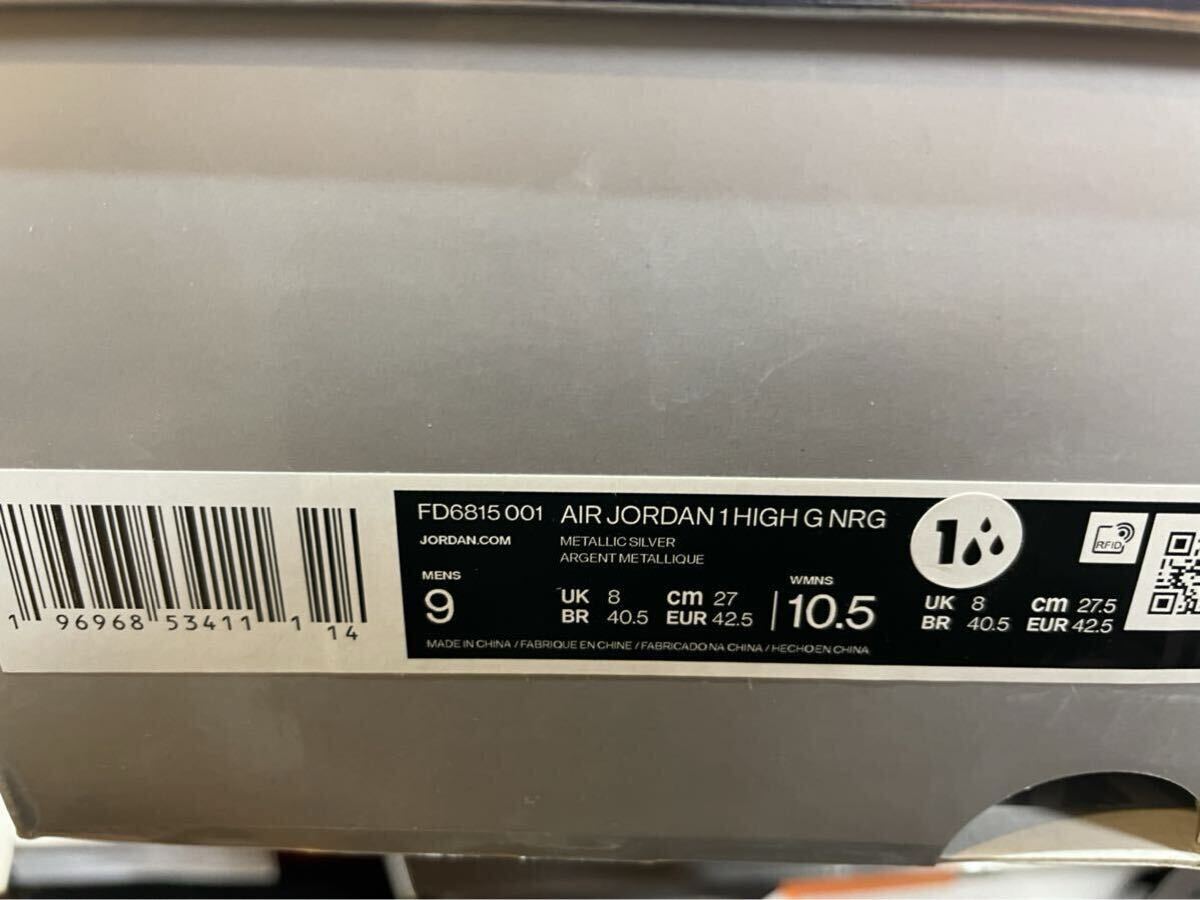 FD6815 001 AIR JORDAN 1 HIGH G NRG
JORDAN.COM
METALLIC SILVER
ARGENT METALLIQUE
MENS
9
UK 8 cm 27
BR 40.5 EUR 42.5
WMNS
10.5
UK 8 cm 27.5
BR 40.5 EUR 42.5
MADE IN CHINA / FABRIQUE EN CHINE / FABRICADO NA CHINA / HECHO EN CHINA
1 96968 53411 1 14
1
RFID